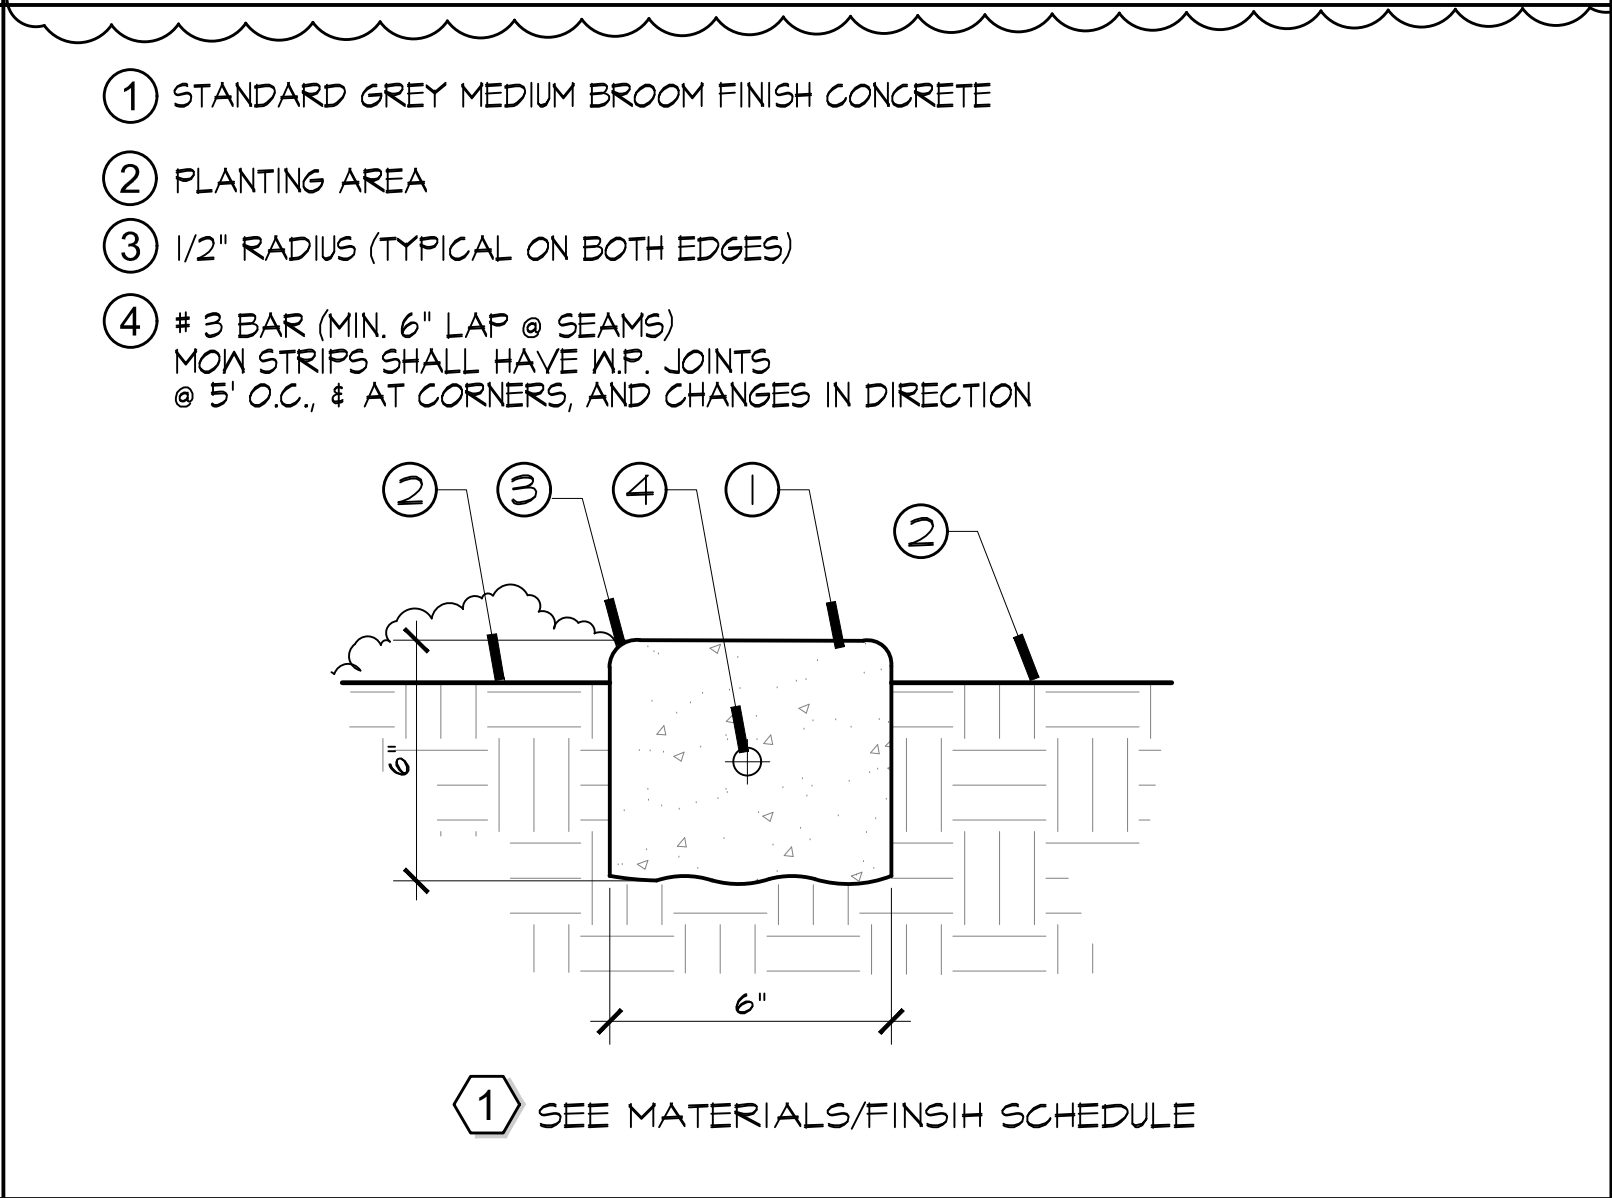 1 STANDARD GREY MEDIUM BROOM FINISH CONCRETE
2 PLANTING AREA
3 1/2" RADIUS (TYPICAL ON BOTH EDGES)
4 # 3 BAR (MIN. 6" LAP @ SEAMS)
MOW STRIPS SHALL HAVE W.P. JOINTS
@ 5' O.C., & AT CORNERS, AND CHANGES IN DIRECTION
2 3 4 1
2
6"
6"
1 SEE MATERIALS/FINSIH SCHEDULE